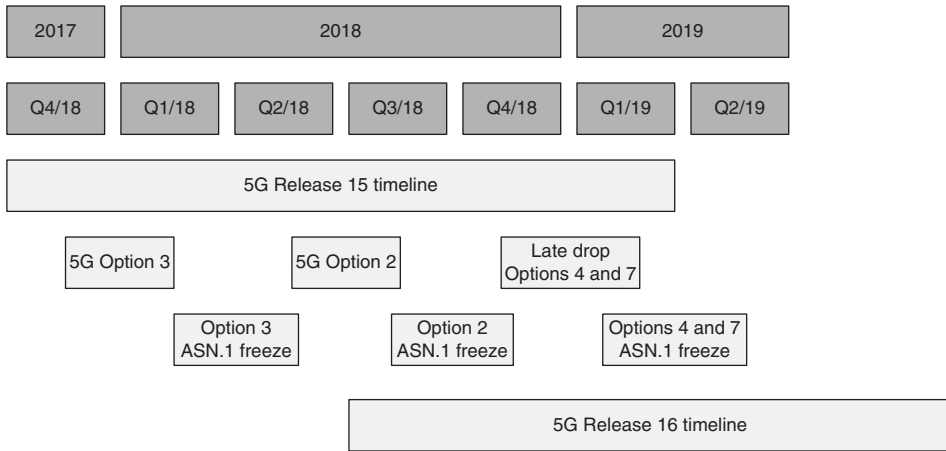 2017 2018 2019
Q4/18 Q1/18 Q2/18 Q3/18 Q4/18 Q1/19 Q2/19
5G Release 15 timeline
5G Option 3
5G Option 2
Late drop
Options 4 and 7
Option 3
ASN.1 freeze
Option 2
ASN.1 freeze
Options 4 and 7
ASN.1 freeze
5G Release 16 timeline